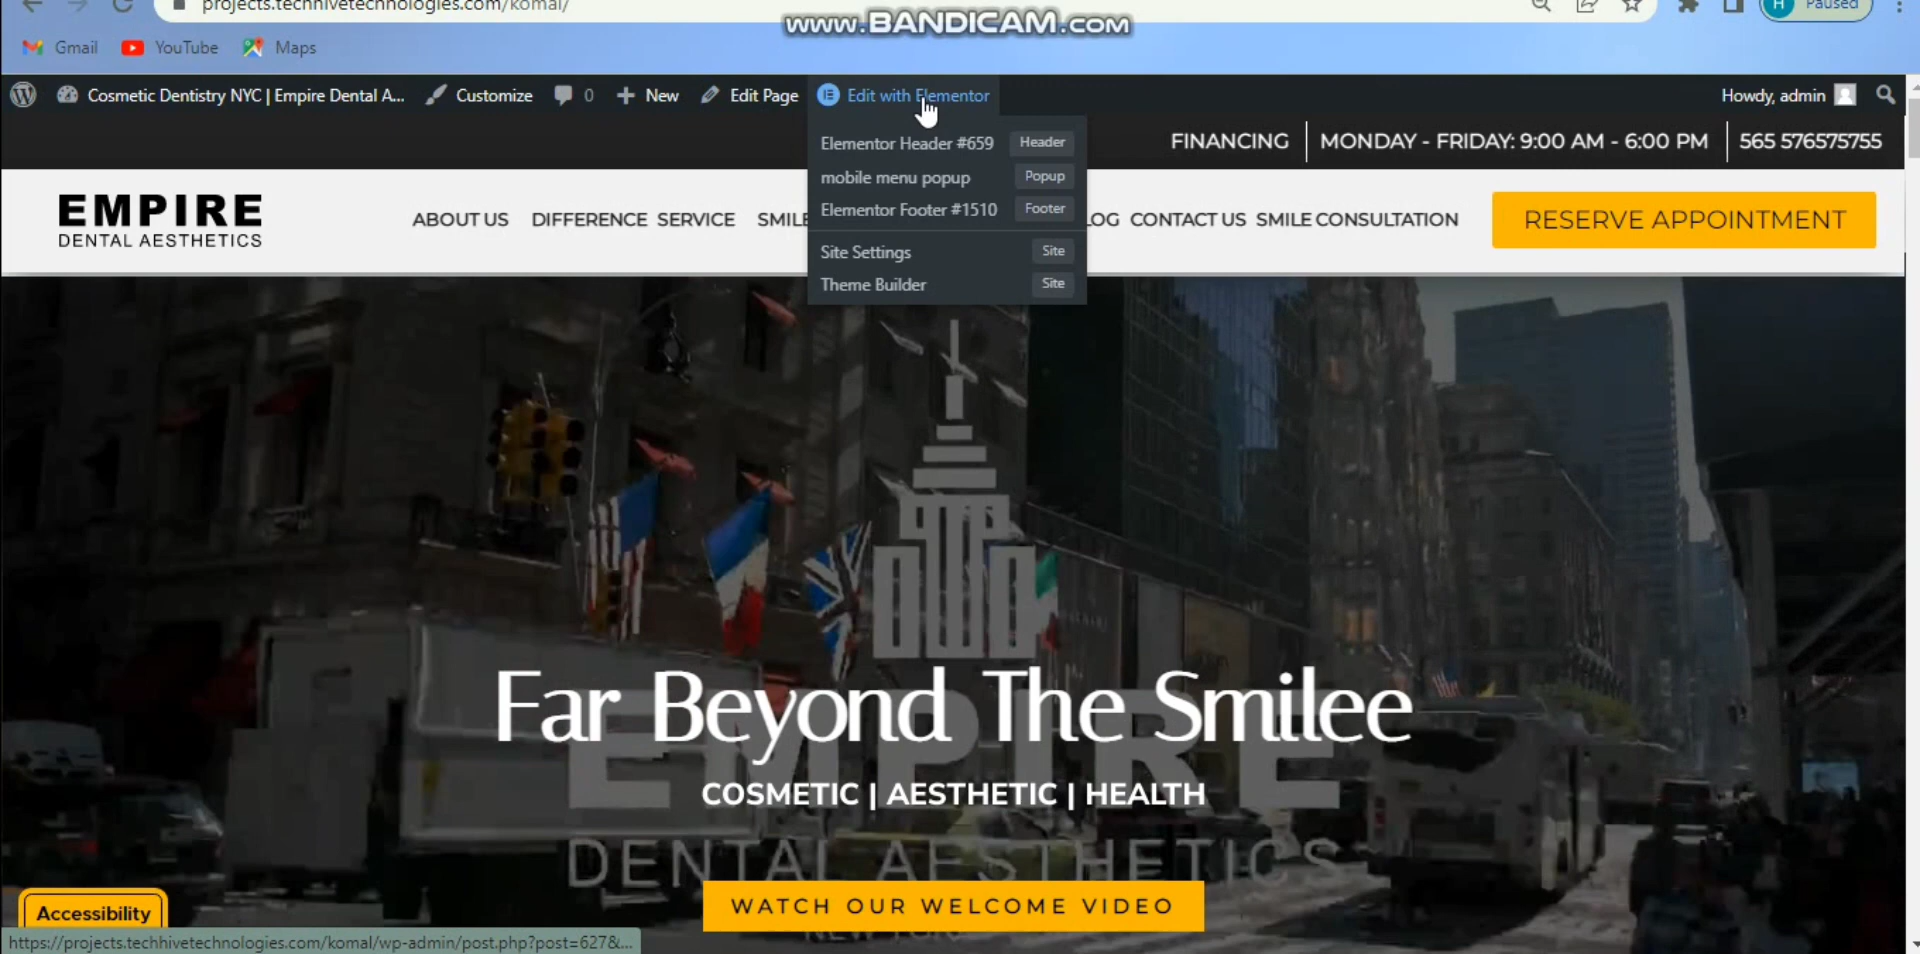 projects.techhivetechnologies.com/komal/
www.BANDICAM.com
H Paused
Gmail YouTube Maps
Cosmetic Dentistry NYC | Empire Dental A... Customize 0 New Edit Page Edit with Elementor Howdy, admin
Elementor Header #659 Header
mobile menu popup Popup
Elementor Footer #1510 Footer
Site Settings Site
Theme Builder Site
FINANCING MONDAY - FRIDAY: 9:00 AM - 6:00 PM 565 576575755
EMPIRE
DENTAL AESTHETICS
ABOUT US DIFFERENCE SERVICE SMILE LOG CONTACT US SMILE CONSULTATION RESERVE APPOINTMENT
Far Beyond The Smilee
EMPIRE
COSMETIC | AESTHETIC | HEALTH
DENTAL AESTHETICS
WATCH OUR WELCOME VIDEO
Accessibility
https://projects.techhivetechnologies.com/komal/wp-admin/post.php?post=627&...